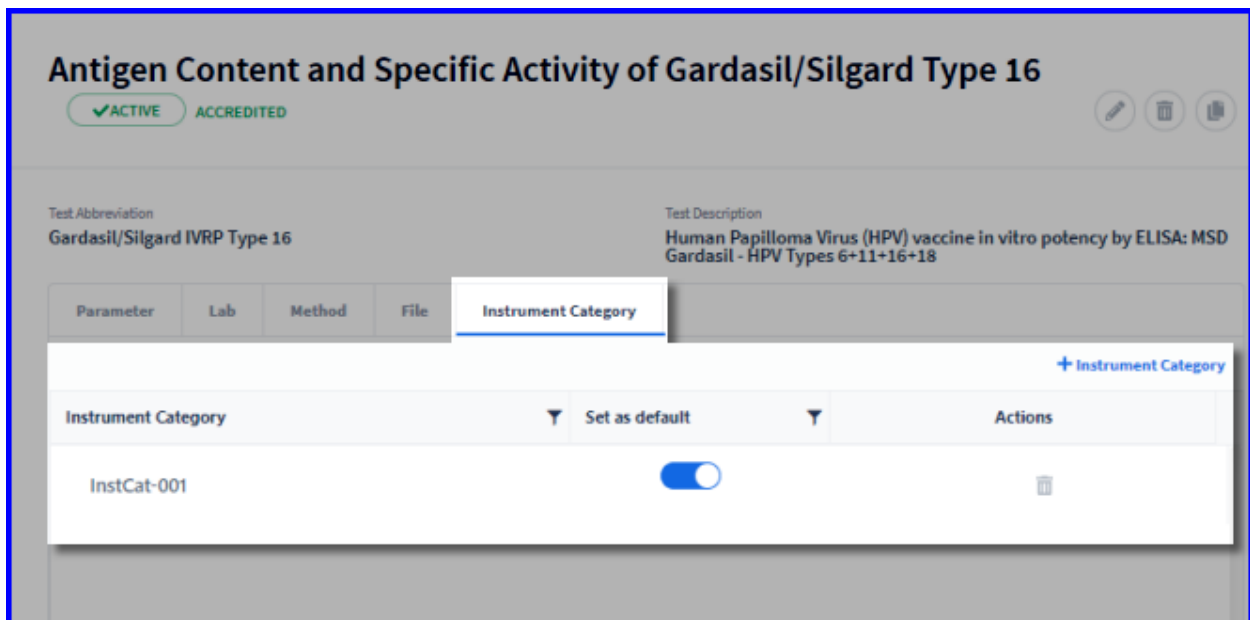 Antigen Content and Specific Activity of Gardasil/Silgard Type 16
ACTIVE ACCREDITED
Test Abbreviation
Gardasil/Silgard IVRP Type 16
Test Description
Human Papilloma Virus (HPV) vaccine in vitro potency by ELISA: MSD
Gardasil - HPV Types 6+11+16+18
Parameter Lab Method File Instrument Category
+ Instrument Category
Instrument Category Set as default Actions
InstCat-001